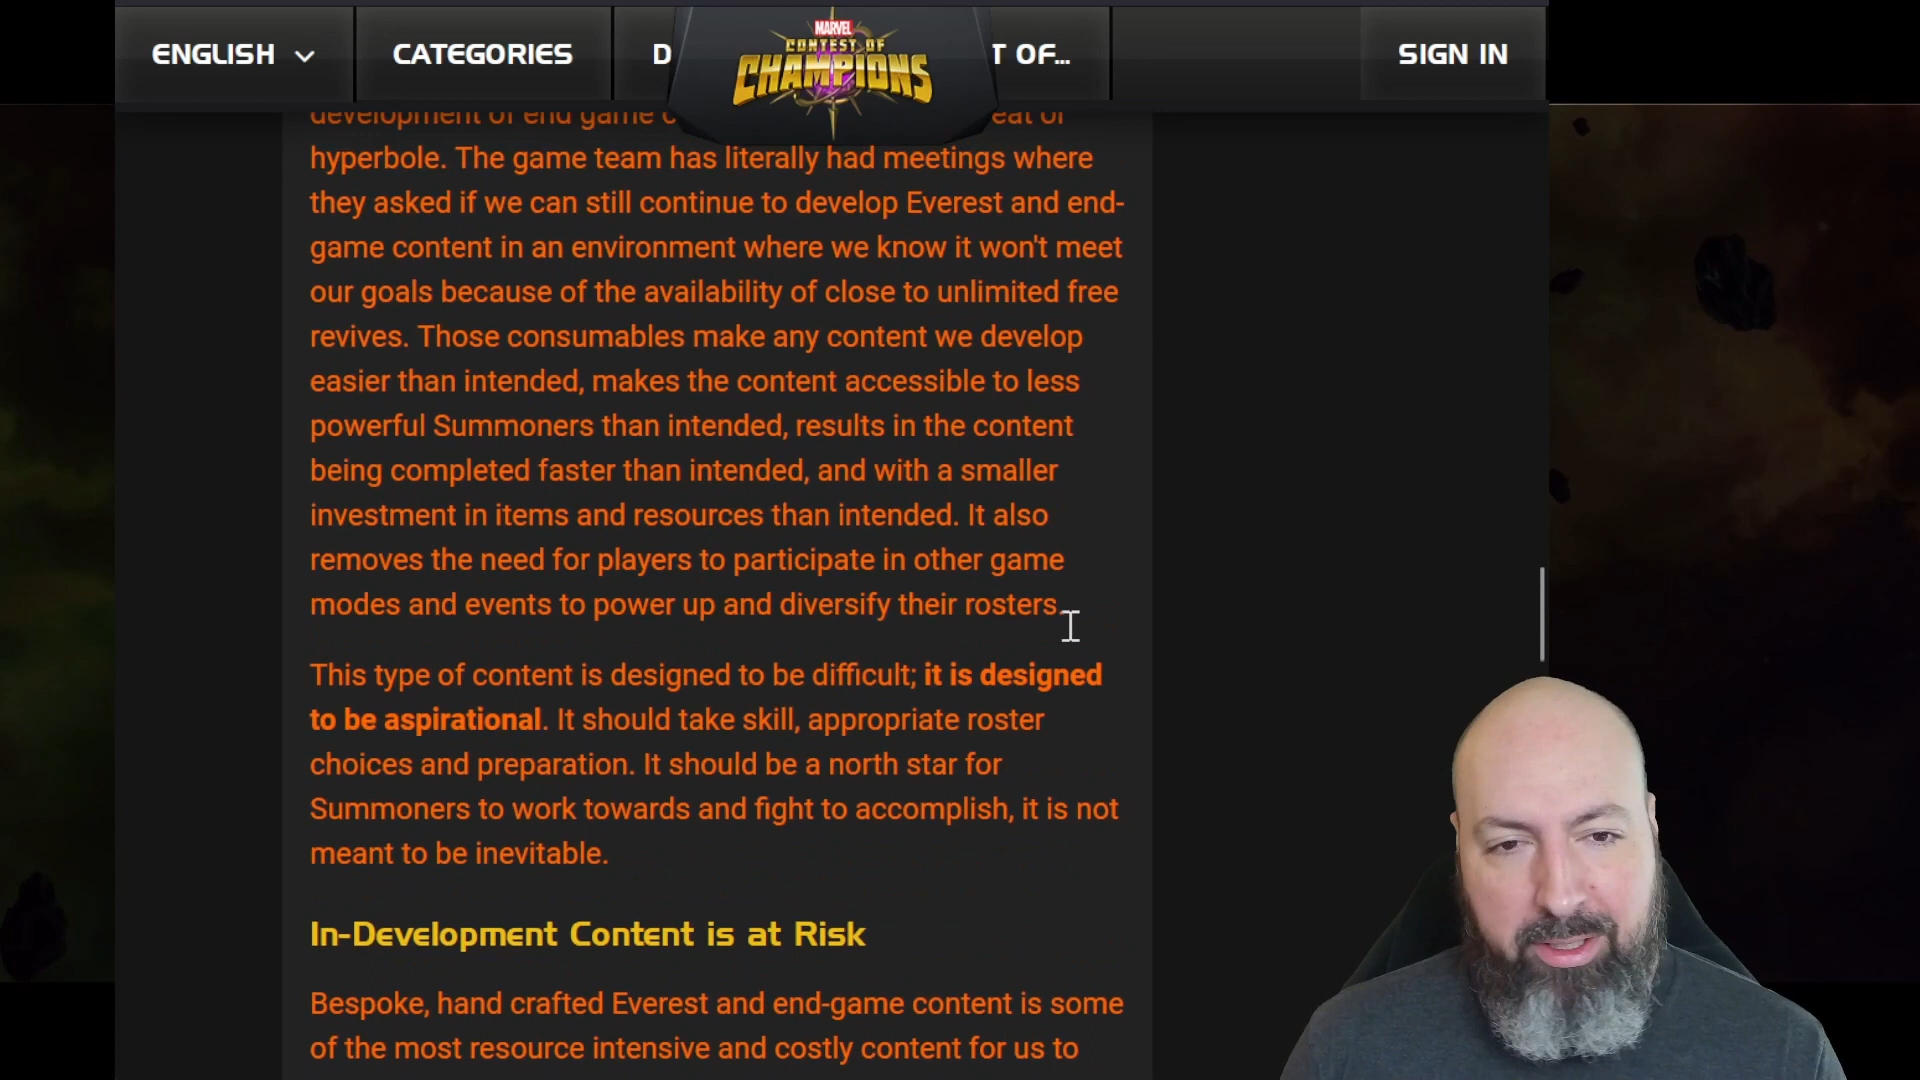 ENGLISH CATEGORIES D MARVEL CONTEST OF CHAMPIONS T OF... SIGN IN
development of end game
hyperbole. The game team has literally had meetings where
they asked if we can still continue to develop Everest and end-
game content in an environment where we know it won't meet
our goals because of the availability of close to unlimited free
revives. Those consumables make any content we develop
easier than intended, makes the content accessible to less
powerful Summoners than intended, results in the content
being completed faster than intended, and with a smaller
investment in items and resources than intended. It also
removes the need for players to participate in other game
modes and events to power up and diversify their rosters.
This type of content is designed to be difficult; it is designed
to be aspirational. It should take skill, appropriate roster
choices and preparation. It should be a north star for
Summoners to work towards and fight to accomplish, it is not
meant to be inevitable.
In-Development Content is at Risk
Bespoke, hand crafted Everest and end-game content is some
of the most resource intensive and costly content for us to